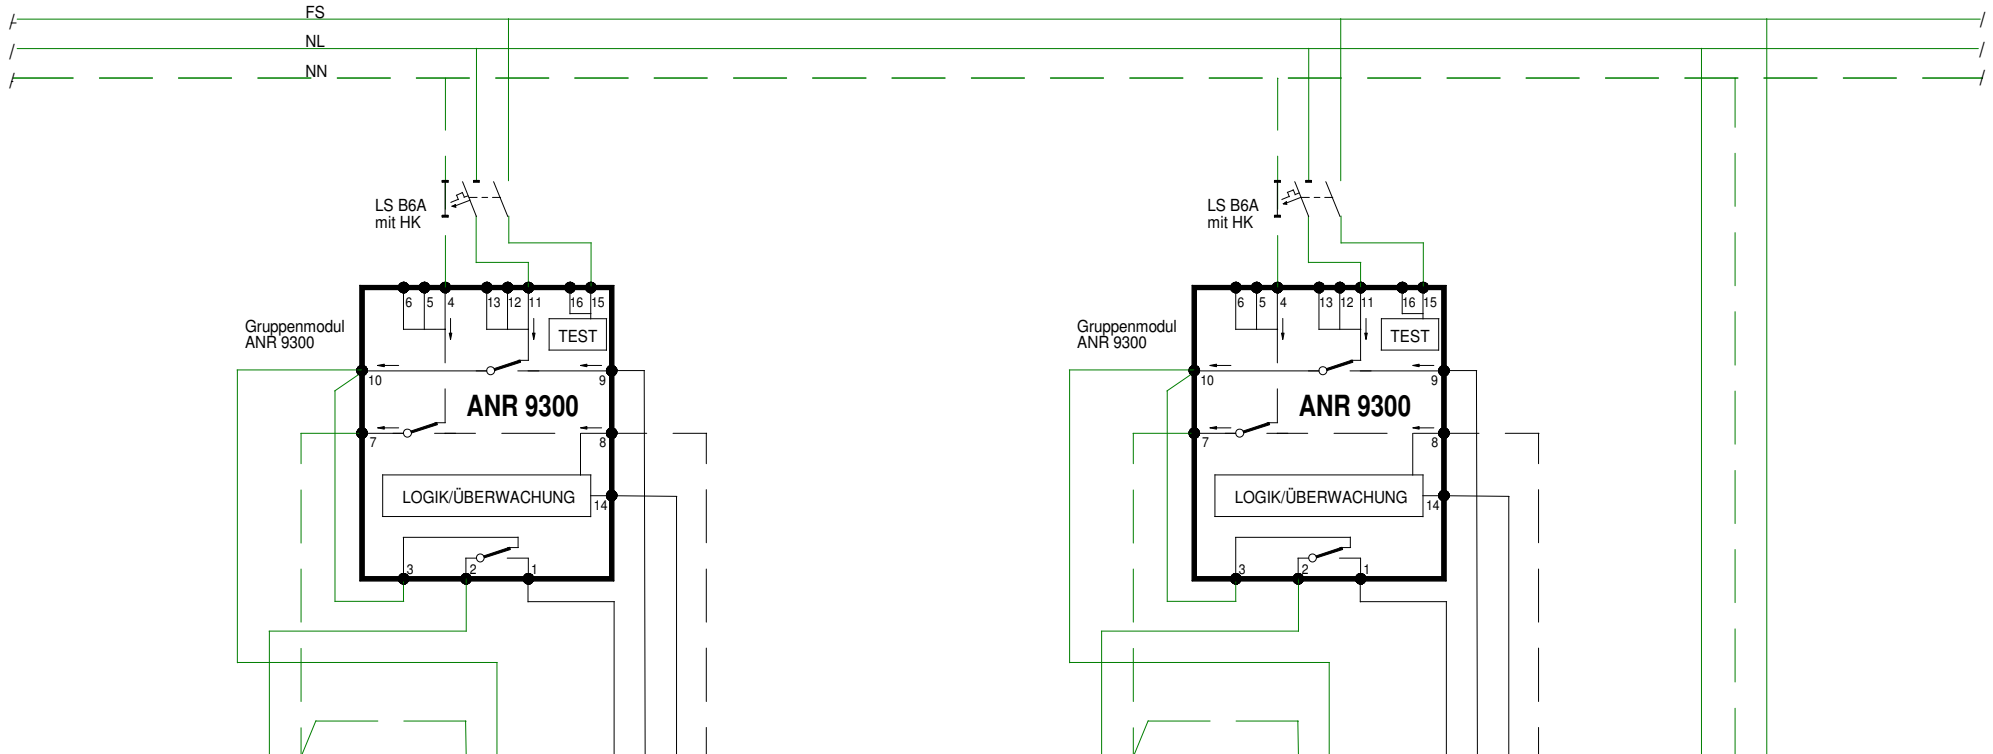 FS
NL
NN
LS B6A
mit HK
LS B6A
mit HK
6 5 4 13 12 11 16 15
TEST
Gruppenmodul
ANR 9300
10
9
ANR 9300
7
8
LOGIK/ÜBERWACHUNG
14
3 2 1
6 5 4 13 12 11 16 15
TEST
Gruppenmodul
ANR 9300
10
9
ANR 9300
7
8
LOGIK/ÜBERWACHUNG
14
3 2 1